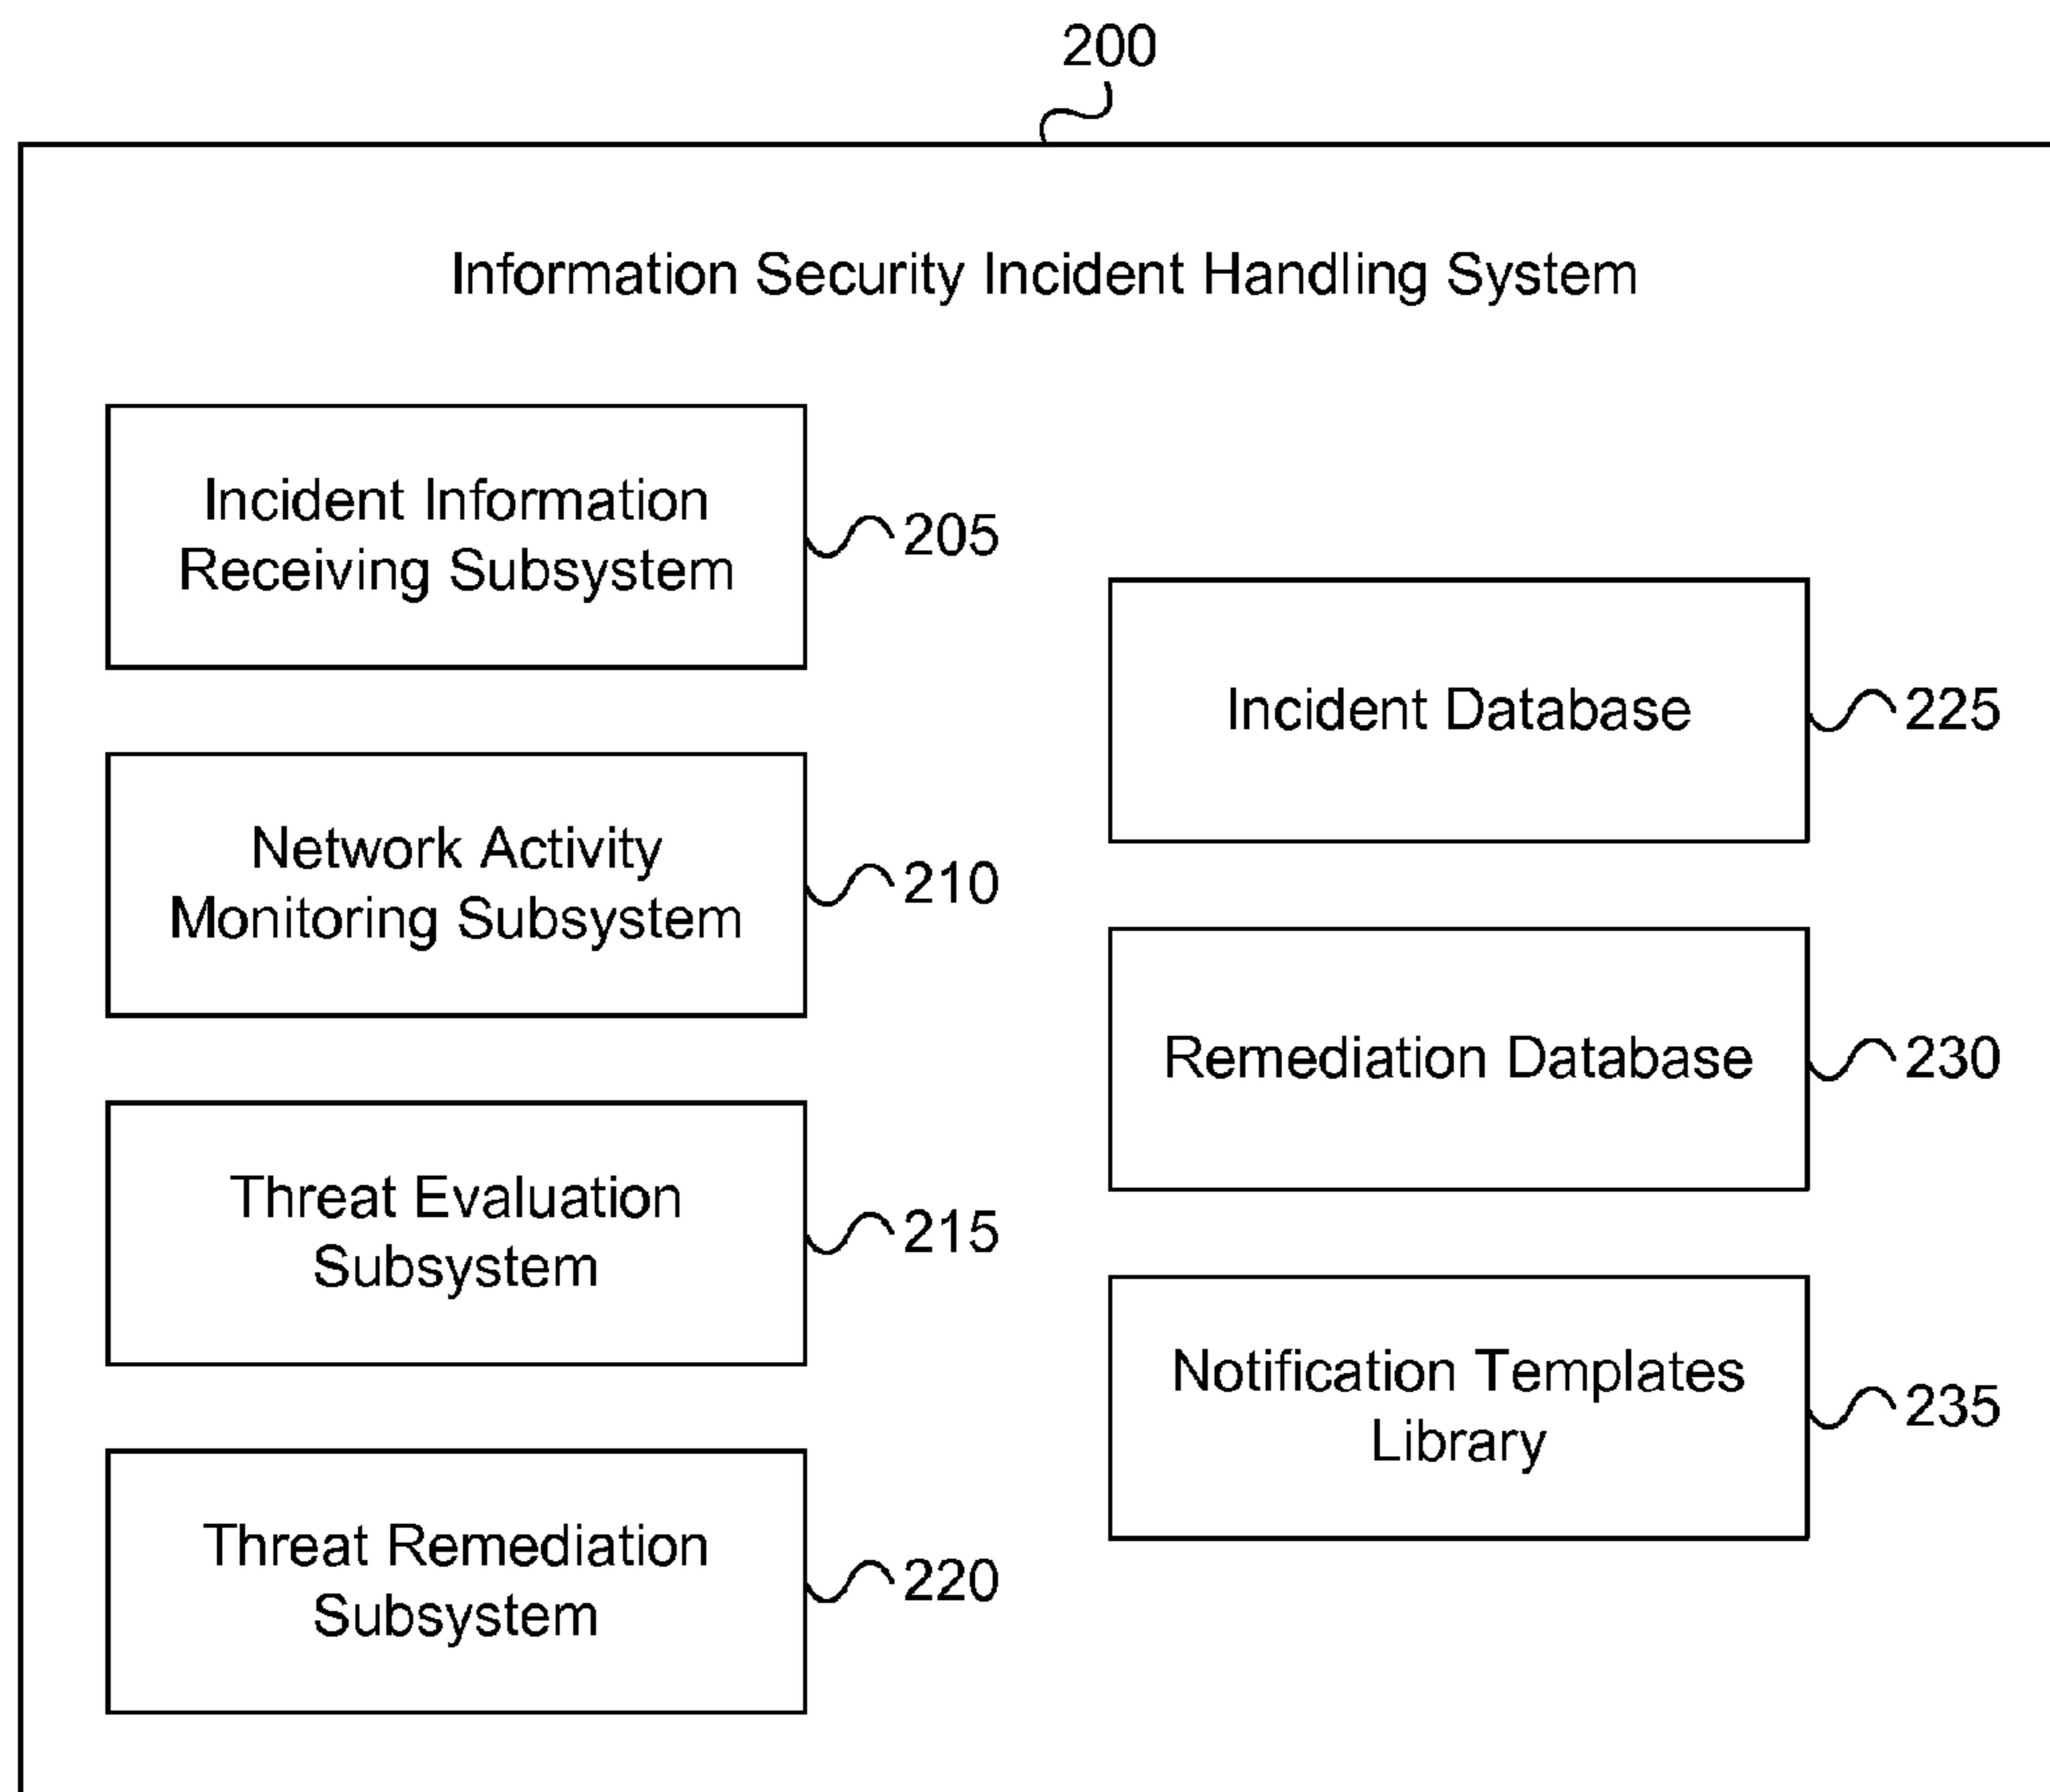 200
Information Security Incident Handling System
Incident Information
Receiving Subsystem
205
Network Activity
Monitoring Subsystem
210
Threat Evaluation
Subsystem
215
Threat Remediation
Subsystem
220
Incident Database
225
Remediation Database
230
Notification Templates
Library
235